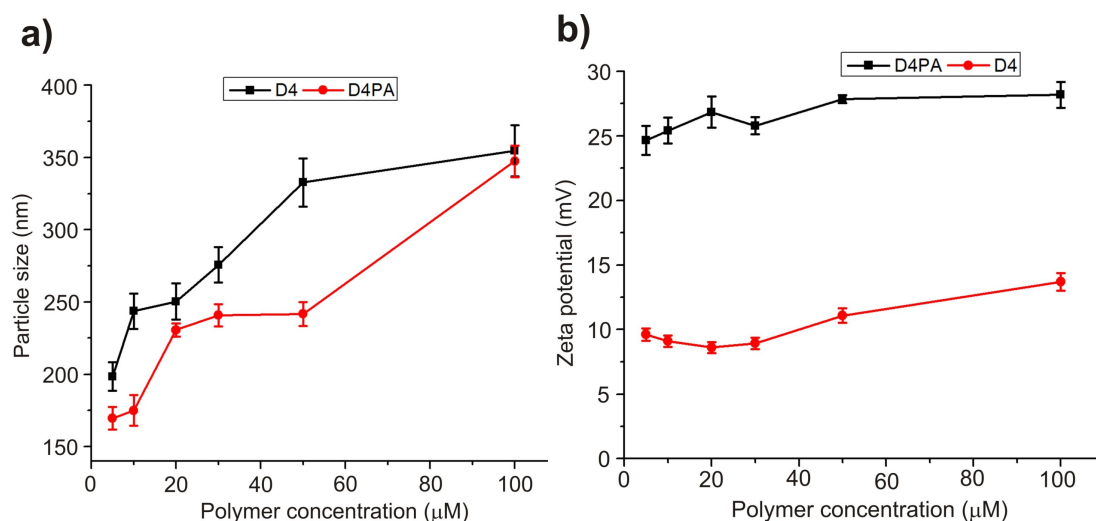 a)
D4 D4PA
400
350
300
250
200
150
0 20 40 60 80 100
Particle size (nm)
Polymer concentration (μM)
b)
D4PA D4
30
25
20
15
10
5
0
0 20 40 60 80 100
Zeta potential (mV)
Polymer concentration (μM)